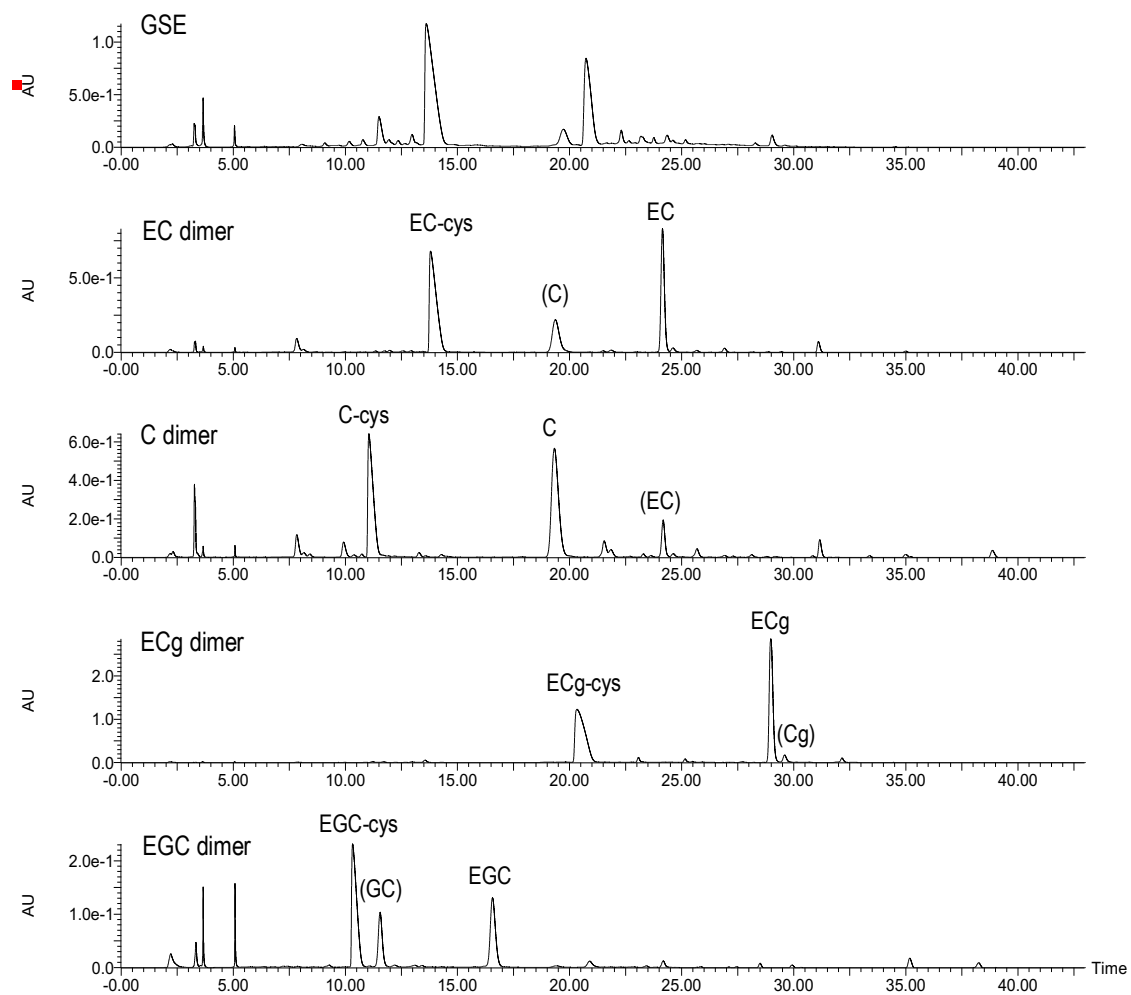 GSE
AU
1.0
5.0e-1
0.0
-0.00 5.00 10.00 15.00 20.00 25.00 30.00 35.00 40.00
EC dimer
EC-cys
(C)
EC
AU
5.0e-1
0.0
-0.00 5.00 10.00 15.00 20.00 25.00 30.00 35.00 40.00
C dimer
C-cys
C
(EC)
AU
6.0e-1
4.0e-1
2.0e-1
0.0
-0.00 5.00 10.00 15.00 20.00 25.00 30.00 35.00 40.00
ECg dimer
ECg-cys
ECg
(Cg)
AU
2.0
1.0
0.0
-0.00 5.00 10.00 15.00 20.00 25.00 30.00 35.00 40.00
EGC dimer
EGC-cys
(GC)
EGC
AU
2.0e-1
1.0e-1
0.0
Time
-0.00 5.00 10.00 15.00 20.00 25.00 30.00 35.00 40.00